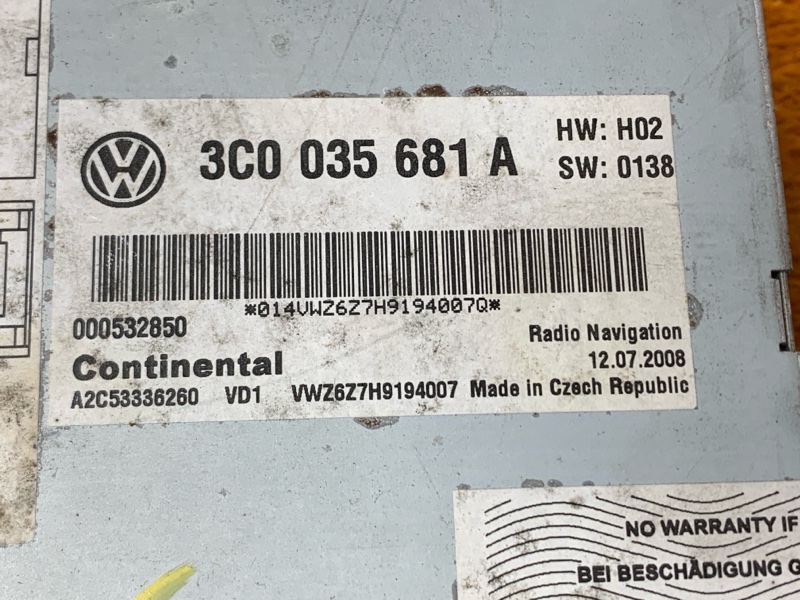 3C0 035 681 A
HW: H02
SW: 0138
*014VWZ6Z7H9194007Q*
000532850
Radio Navigation
Continental
12.07.2008
A2C53336260 VD1 VWZ6Z7H9194007 Made in Czech Republic
NO WARRANTY IF
BEI BESCHÄDIGUNG G